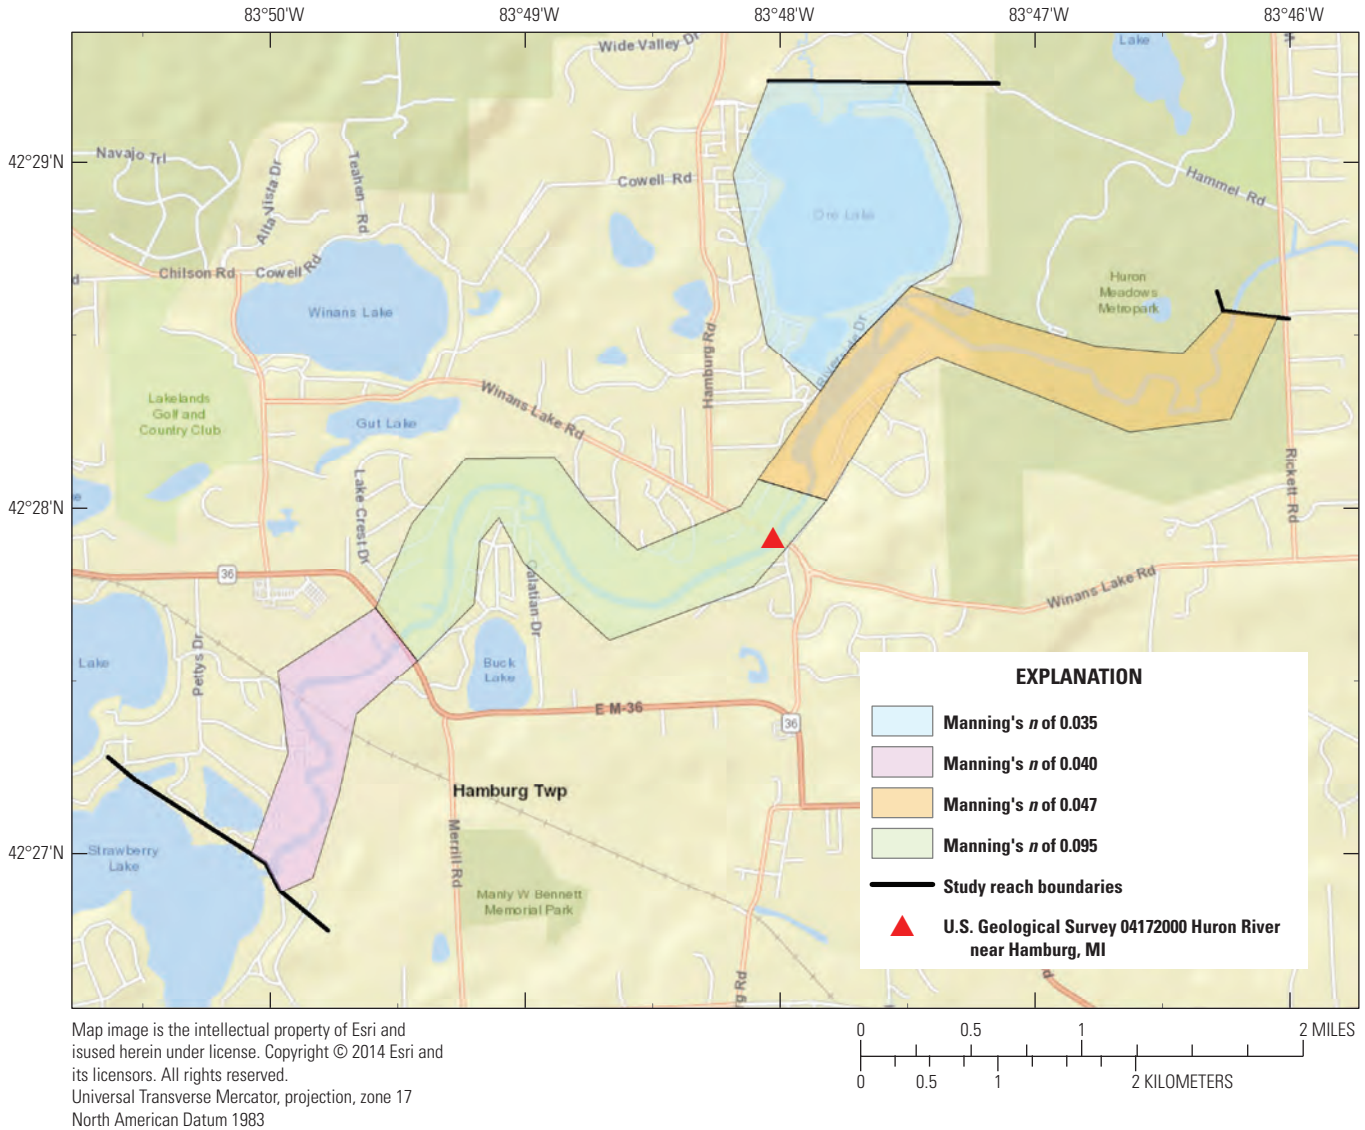 83°50'W
83°49'W
83°48'W
83°47'W
83°46'W
42°29'N
42°28'N
42°27'N
Wide Valley Dr
Lake
Navajo Trl
Alta Vista Dr
Teahen Rd
Cowell Rd
Hammel Rd
Ore Lake
Chilson Rd
Cowell Rd
d
Winans Lake
Huron
Meadows
Metropark
Hamburg Rd
Riverside Dr
Lakelands
Golf and
Country Club
Gut Lake
Winans Lake Rd
Lake Crest Dr
Rickett Rd
e
36
alatian Dr
Winans Lake Rd
Pettys Dr
Lake
Buck
Lake
E M-36
36
Hamburg Twp
Strawberry
Lake
Merrill Rd
Manly W Bennett
Memorial Park
rg Rd
d
EXPLANATION
Manning's n of 0.035
Manning's n of 0.040
Manning's n of 0.047
Manning's n of 0.095
Study reach boundaries
U.S. Geological Survey 04172000 Huron River
near Hamburg, MI
Map image is the intellectual property of Esri and
isused herein under license. Copyright © 2014 Esri and
its licensors. All rights reserved.
Universal Transverse Mercator, projection, zone 17
North American Datum 1983
0 0.5 1 2 MILES
0 0.5 1 2 KILOMETERS